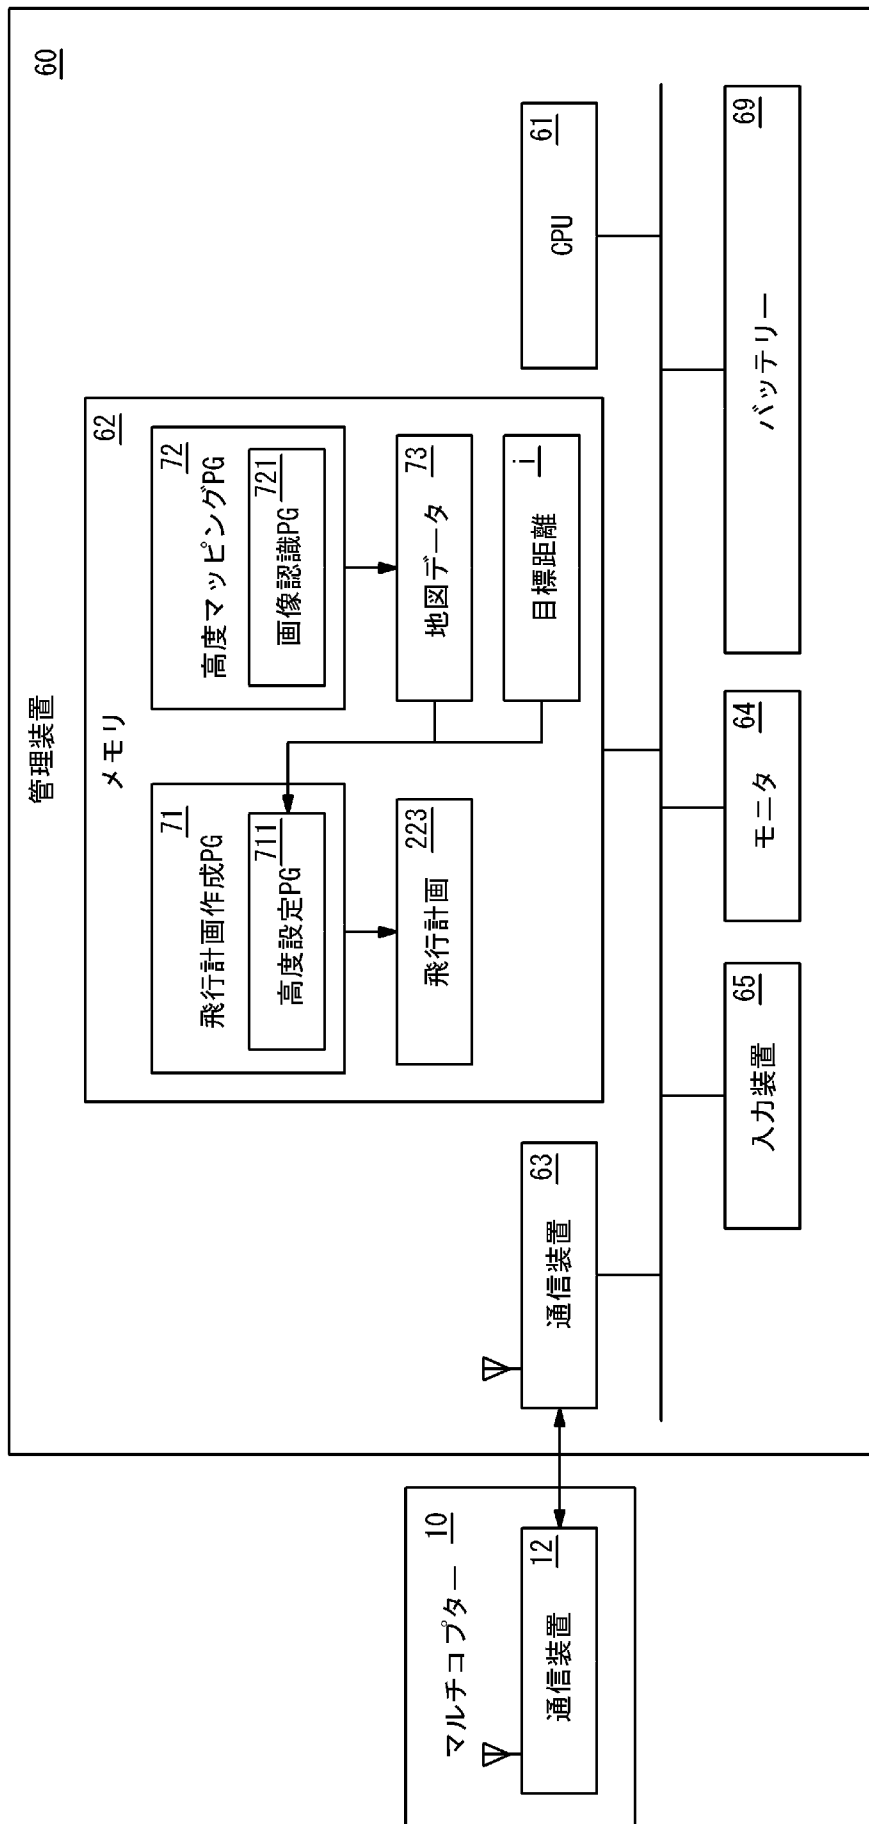 管理装置
60
メモリ
62
飛行計画作成PG
71
高度設定PG
711
飛行計画
223
高度マッピングPG
72
画像認識PG
721
地図データ
73
目標距離
i
マルチコプター
10
通信装置
12
通信装置
63
CPU
61
入力装置
65
モニタ
64
バッテリー
69